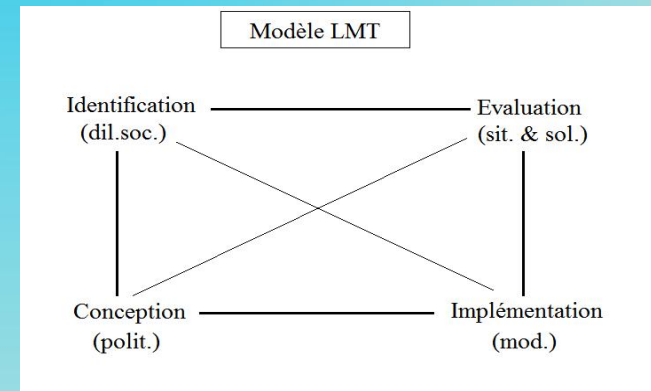 Modèle LMT
Identification
(dil.soc.)
Evaluation
(sit. & sol.)
Conception
(polit.)
Implémentation
(mod.)